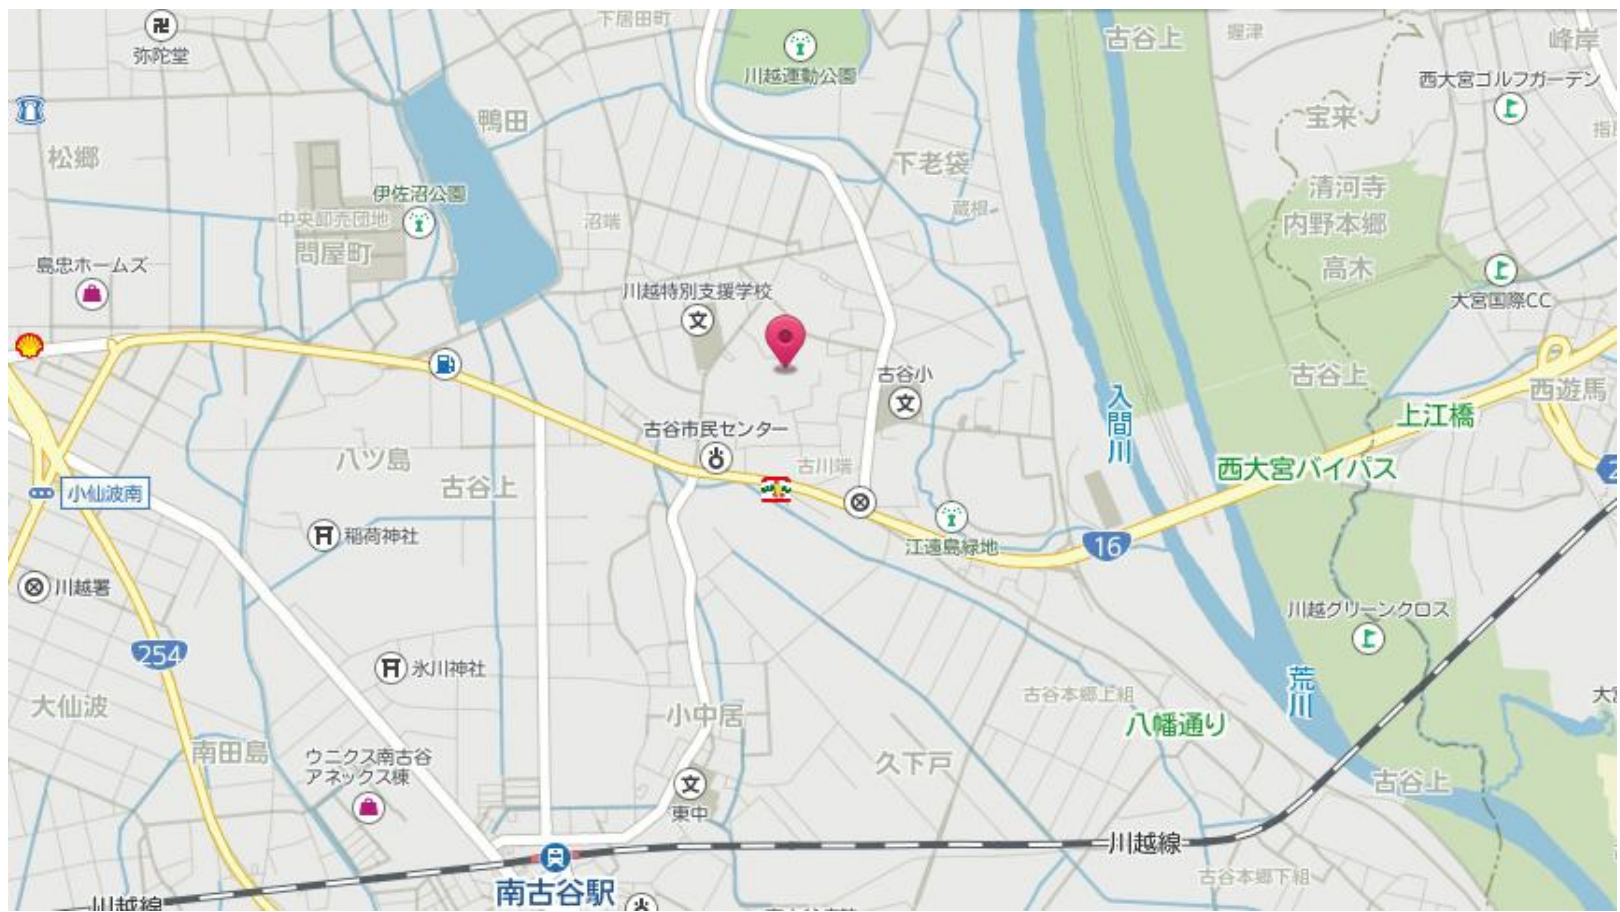 下居田町
古谷上
握津
峰岸
弥陀堂
川越運動公園
西大宮ゴルフガーデン
鴨田
宝来
松郷
下老袋
清河寺
伊佐沼公園
中央卸売団地
沼端
蔵根
内野本郷
問屋町
島忠ホームズ
高木
川越特別支援学校
大宮国際CC
古谷小
古谷上
西遊馬
入間川
上江橋
古谷市民センター
八ツ島
古川端
西大宮バイパス
古谷上
小仙波南
稲荷神社
江遠島緑地
16
川越署
川越グリーンクロス
254
氷川神社
荒川
古谷本郷上組
大仙波
小中居
八幡通り
南田島
ウニクス南古谷
アネックス棟
久下戸
古谷上
東中
川越線
南古谷駅
古谷本郷下組
川越線